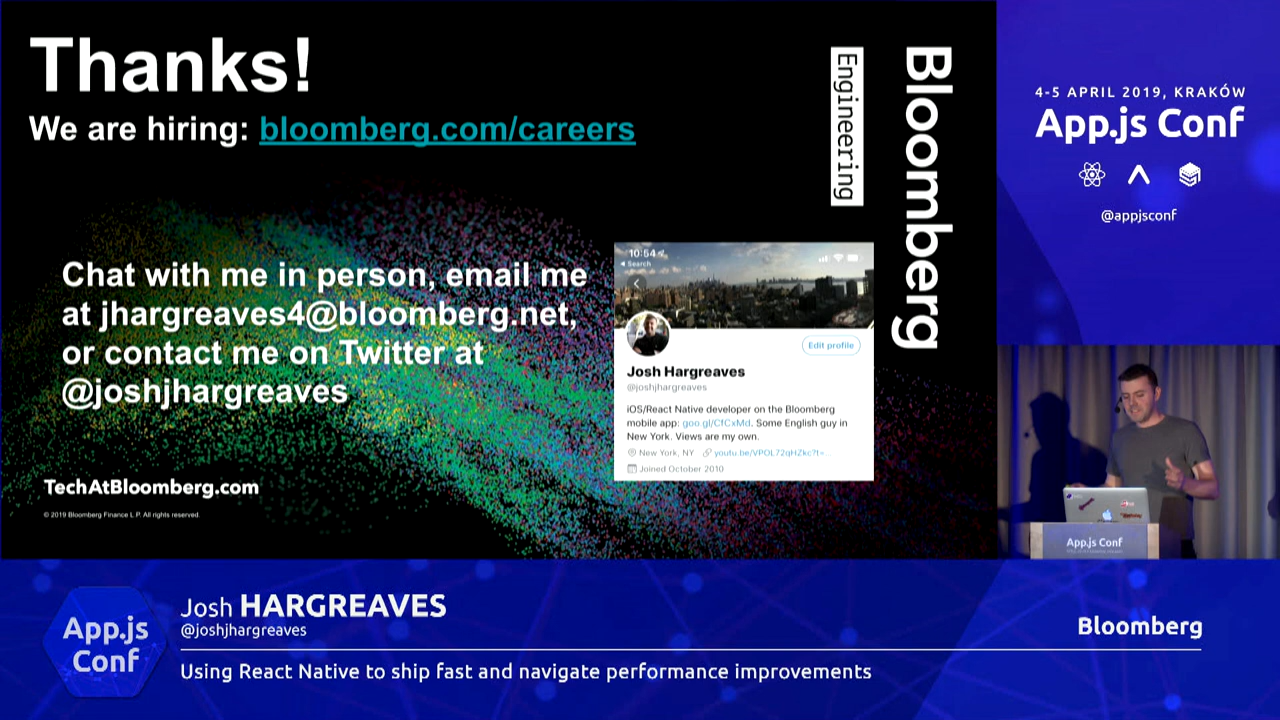 Thanks!
We are hiring: bloomberg.com/careers
Engineering
Bloomberg
Chat with me in person, email me
at jhargreaves4@bloomberg.net,
or contact me on Twitter at
@joshjhargreaves
10:54
Search
Edit profile
Josh Hargreaves
@joshjhargreaves
iOS/React Native developer on the Bloomberg
mobile app: goo.gl/CfCxMd. Some English guy in
New York. Views are my own.
New York, NY youtu.be/VPOL72qHZkc?t=...
Joined October 2010
TechAtBloomberg.com
© 2019 Bloomberg Finance L.P. All rights reserved.
4-5 APRIL 2019, KRAKÓW
App.js Conf
@appjsconf
App.js Conf
App.js
Conf
Josh HARGREAVES
@joshjhargreaves
Bloomberg
Using React Native to ship fast and navigate performance improvements